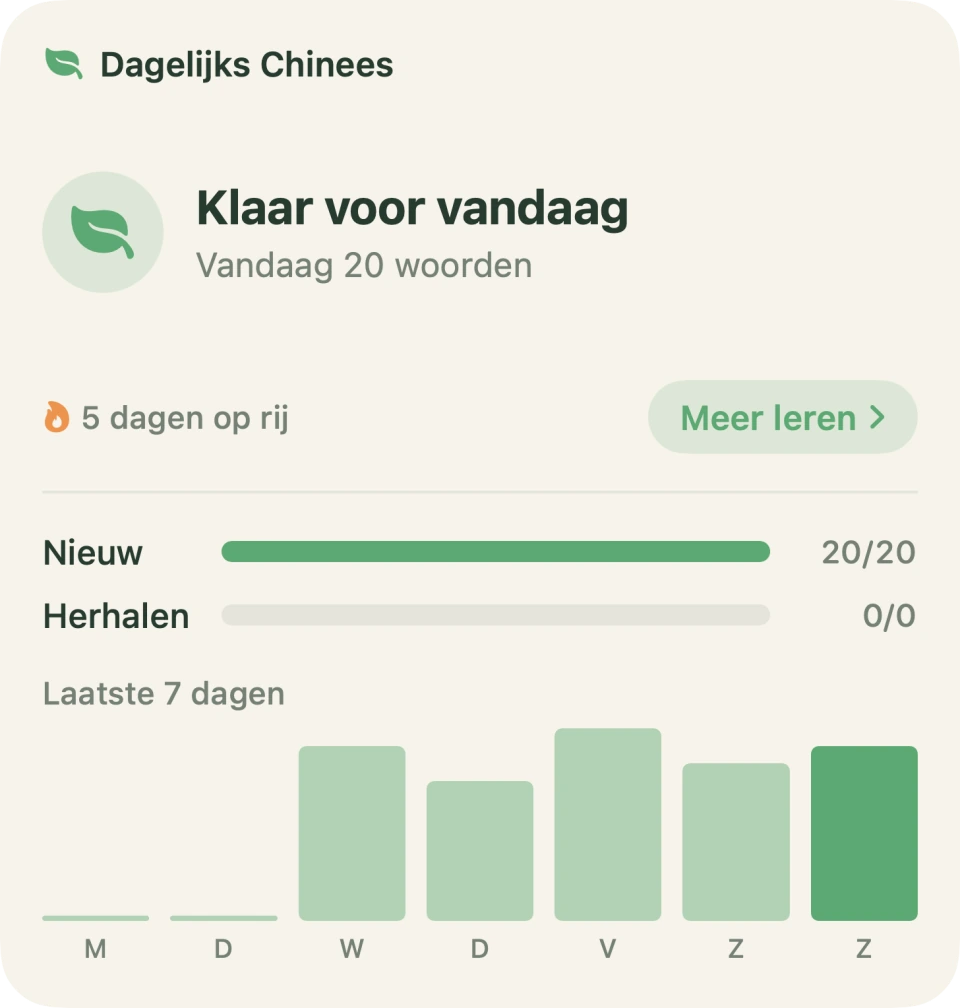 Dagelijks Chinees
Klaar voor vandaag
Vandaag 20 woorden
5 dagen op rij
Meer leren
Nieuw 20/20
Herhalen 0/0
Laatste 7 dagen
M D W D V Z Z